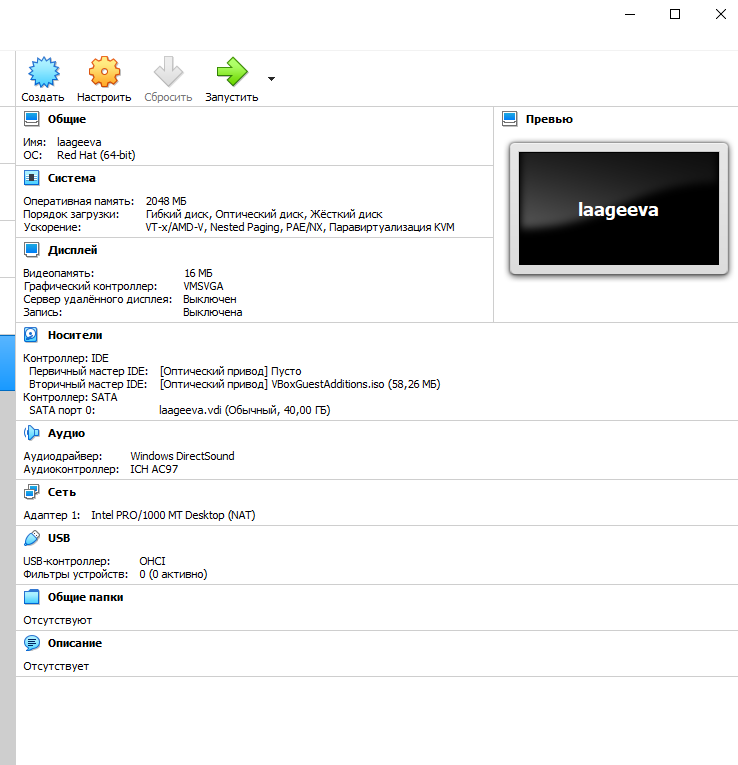 Создать Настроить Сбросить Запустить
Общие
Имя: laageeva
ОС: Red Hat (64-bit)
Превью
laageeva
Система
Оперативная память: 2048 МБ
Порядок загрузки: Гибкий диск, Оптический диск, Жёсткий диск
Ускорение: VT-x/AMD-V, Nested Paging, PAE/NX, Паравиртуализация KVM
Дисплей
Видеопамять: 16 МБ
Графический контроллер: VMSVGA
Сервер удалённого дисплея: Выключен
Запись: Выключена
Носители
Контроллер: IDE
Первичный мастер IDE: [Оптический привод] Пусто
Вторичный мастер IDE: [Оптический привод] VBoxGuestAdditions.iso (58,26 МБ)
Контроллер: SATA
SATA порт 0: laageeva.vdi (Обычный, 40,00 ГБ)
Аудио
Аудиодрайвер: Windows DirectSound
Аудиоконтроллер: ICH AC97
Сеть
Адаптер 1: Intel PRO/1000 MT Desktop (NAT)
USB
USB-контроллер: OHCI
Фильтры устройств: 0 (0 активно)
Общие папки
Отсутствуют
Описание
Отсутствует